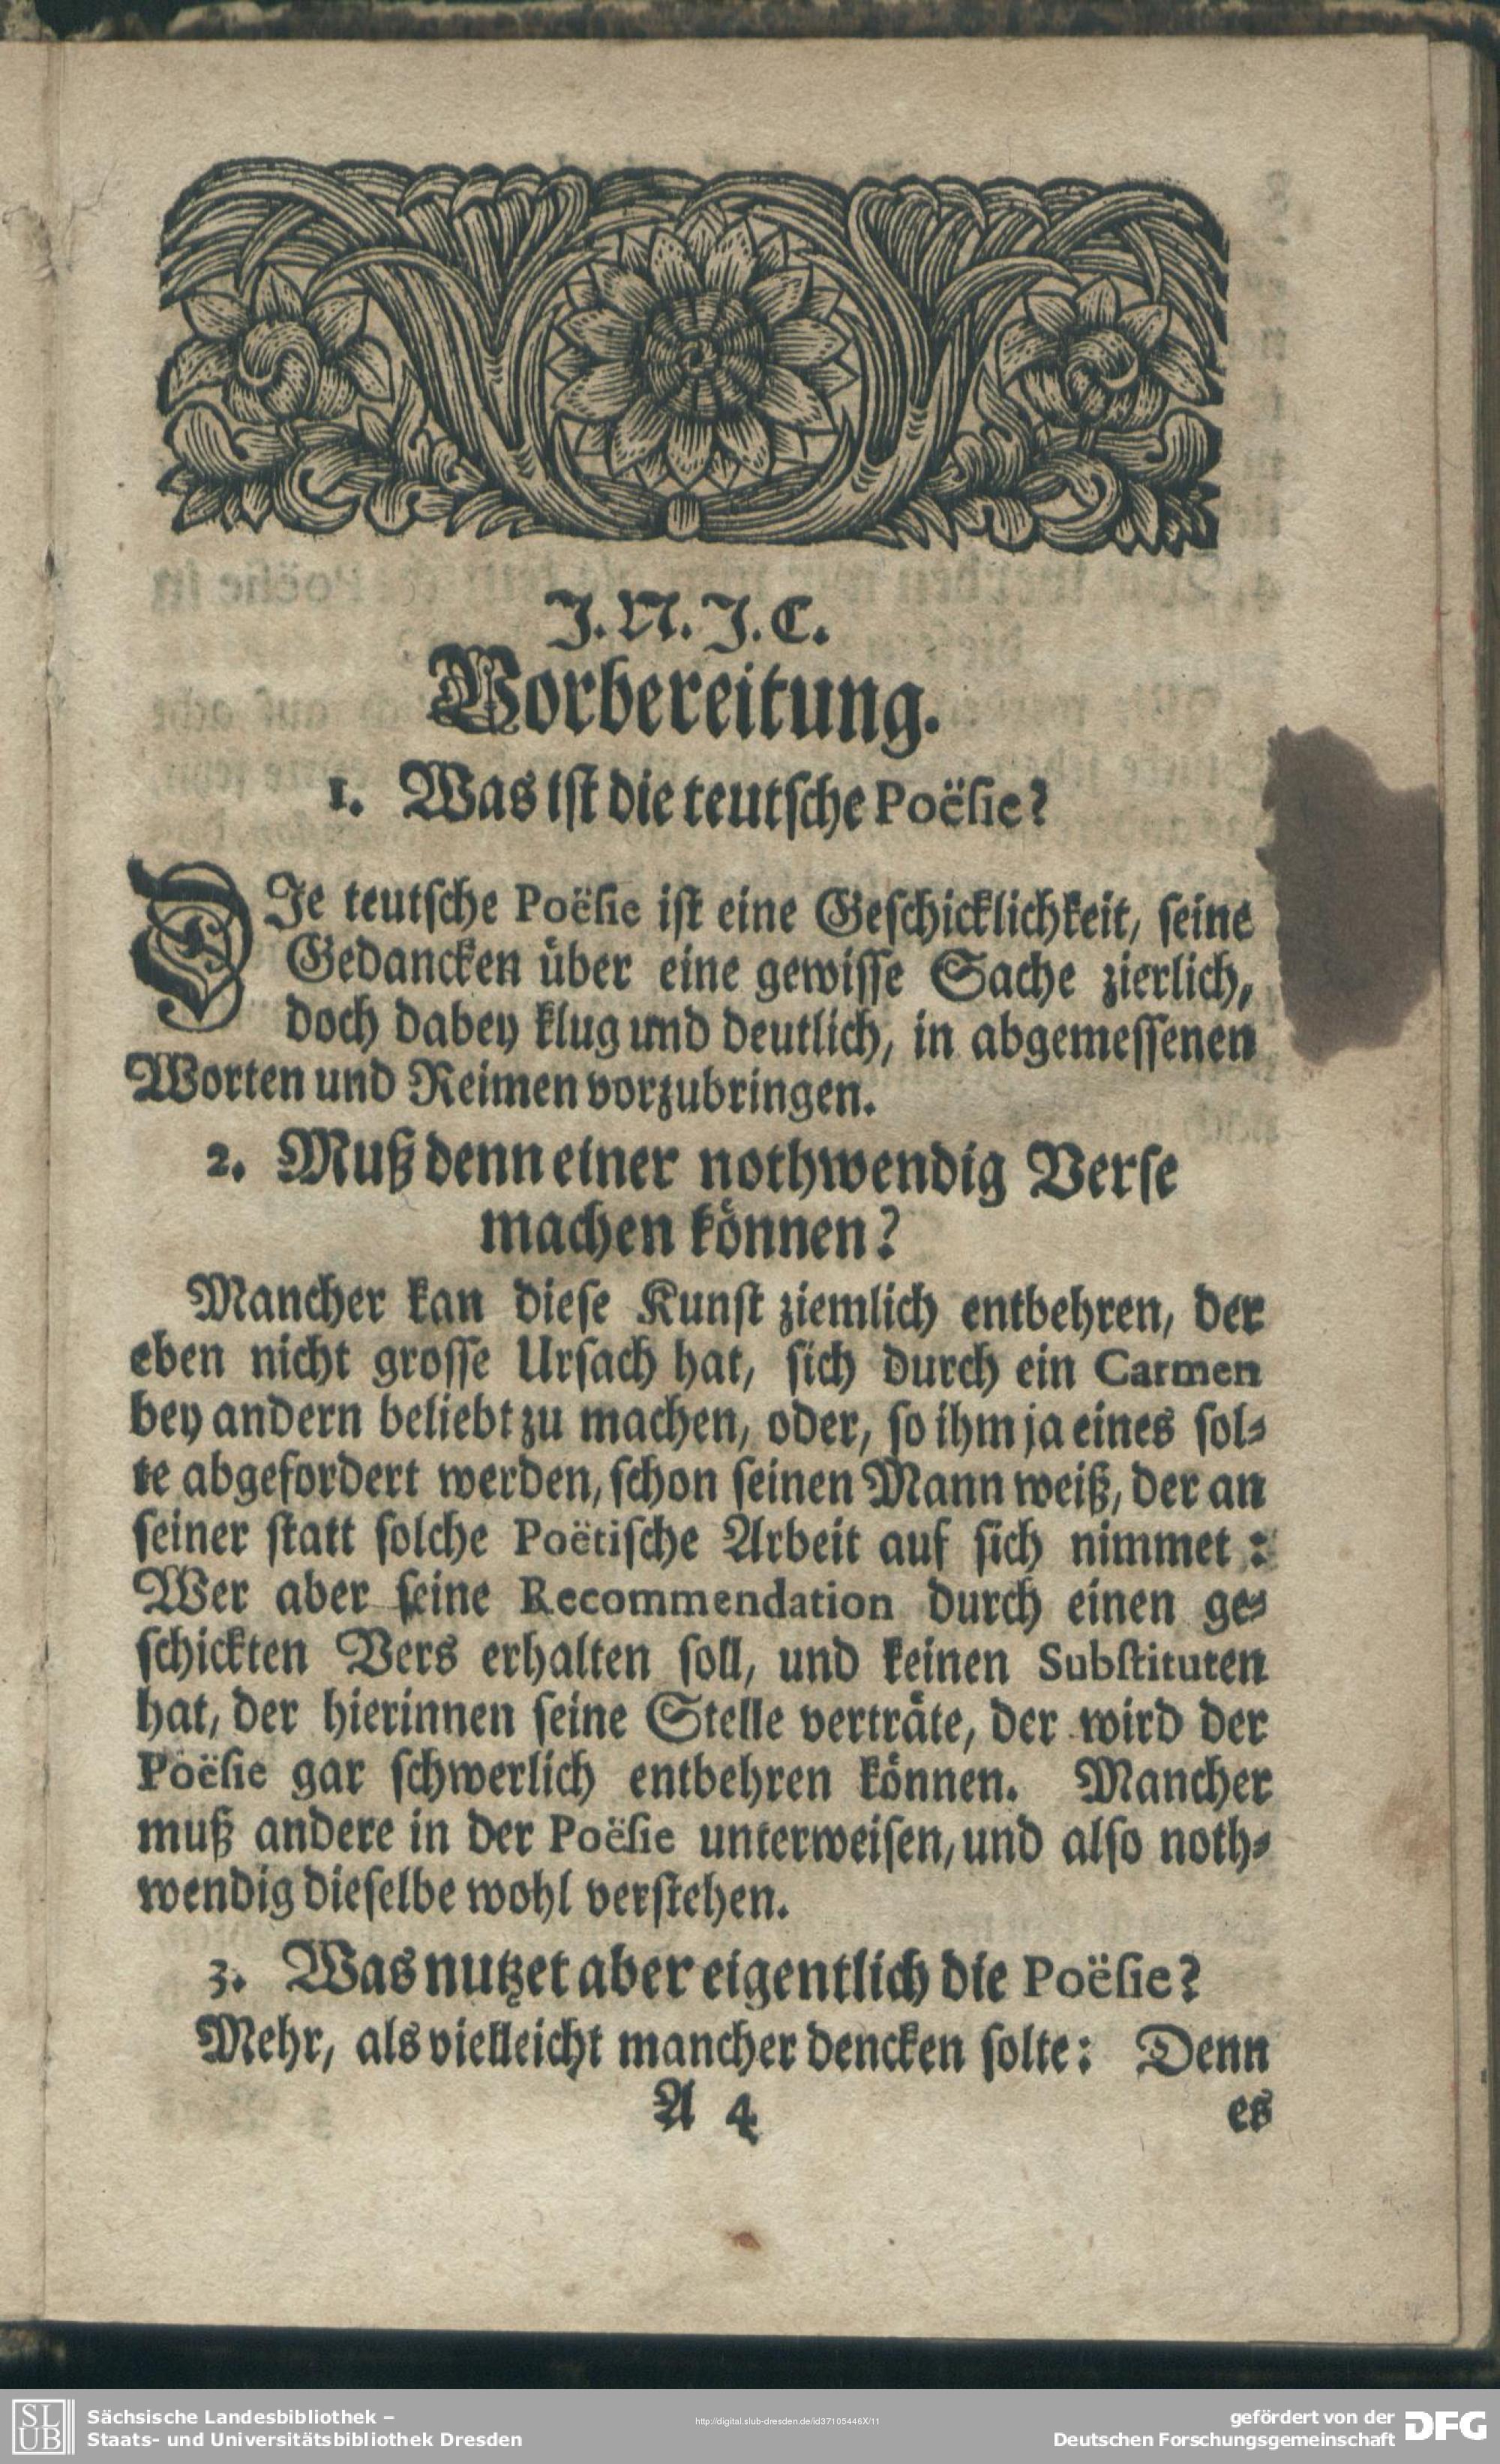 J. N. J. C.
Vorbereitung.
1. Was ist die teutsche Poësie?
DIe teutsche Poësie ist eine Geschicklichkeit, seine
Gedancken über eine gewisse Sache zierlich,
doch dabey klug und deutlich, in abgemessenen
Worten und Reimen vorzubringen.
2. Muß denn einer nothwendig Verse
machen können?
Mancher kan diese Kunst ziemlich entbehren, der
eben nicht grosse Ursach hat, sich durch ein Carmen
bey andern beliebt zu machen, oder, so ihm ja eines sol-
te abgefordert werden, schon seinen Mann weiß, der an
seiner statt solche Poëtische Arbeit auf sich nimmet:
Wer aber seine Recommendation durch einen ge-
schickten Vers erhalten soll, und keinen Substituten
hat, der hierinnen seine Stelle verträte, der wird der
Poësie gar schwerlich entbehren können. Mancher
muß andere in der Poësie unterweisen, und also noth-
wendig dieselbe wohl verstehen.
3. Was nutzet aber eigentlich die Poësie?
Mehr, als vielleicht mancher dencken solte: Denn
A 4 es
SLUB Sächsische Landesbibliothek –
Staats- und Universitätsbibliothek Dresden
http://digital.slub-dresden.de/id37105446X/11
gefördert von der
Deutschen Forschungsgemeinschaft DFG